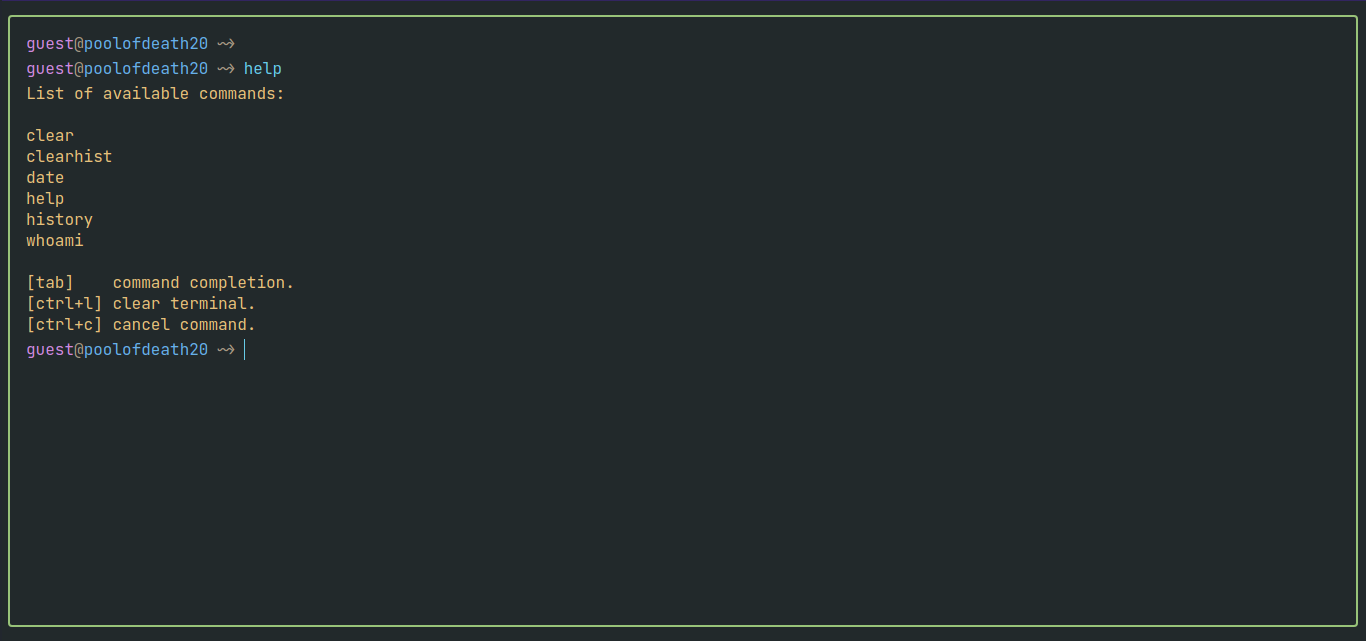 guest@poolofdeath20 ⤳
guest@poolofdeath20 ⤳ help
List of available commands:
clear
clearhist
date
help
history
whoami
[tab]    command completion.
[ctrl+l] clear terminal.
[ctrl+c] cancel command.
guest@poolofdeath20 ⤳